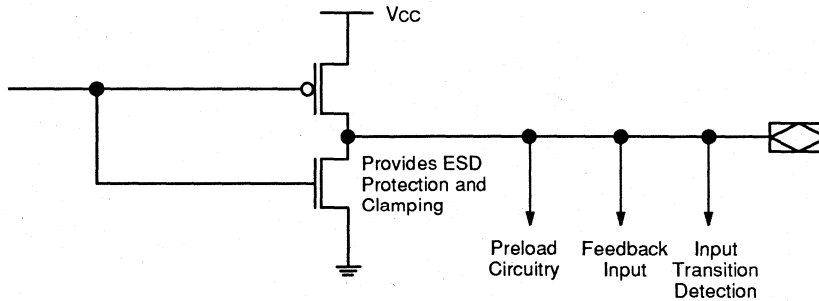 Vcc
Provides ESD
Protection and
Clamping
Preload
Circuitry
Feedback
Input
Input
Transition
Detection